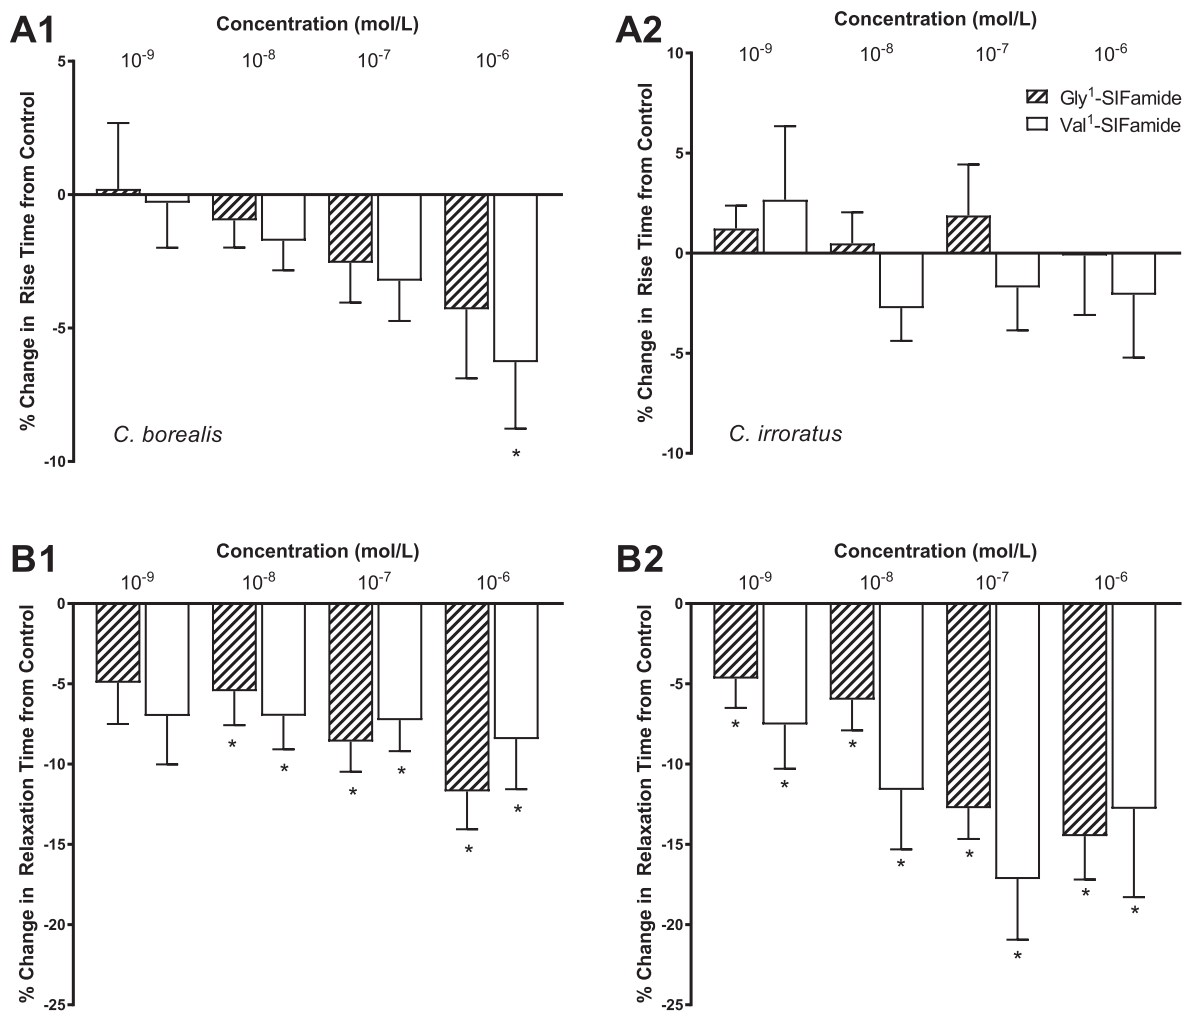 A1
Concentration (mol/L)
10-9 10-8 10-7 10-6
% Change in Rise Time from Control
5
0
-5
-10
C. borealis
*
A2
Concentration (mol/L)
10-9 10-8 10-7 10-6
% Change in Rise Time from Control
10
5
0
-5
-10
Gly1-SIFamide
Val1-SIFamide
C. irroratus
B1
Concentration (mol/L)
10-9 10-8 10-7 10-6
% Change in Relaxation Time from Control
0
-5
-10
-15
-20
-25
* * * * * *
B2
Concentration (mol/L)
10-9 10-8 10-7 10-6
% Change in Relaxation Time from Control
0
-5
-10
-15
-20
-25
* * * * * * * *